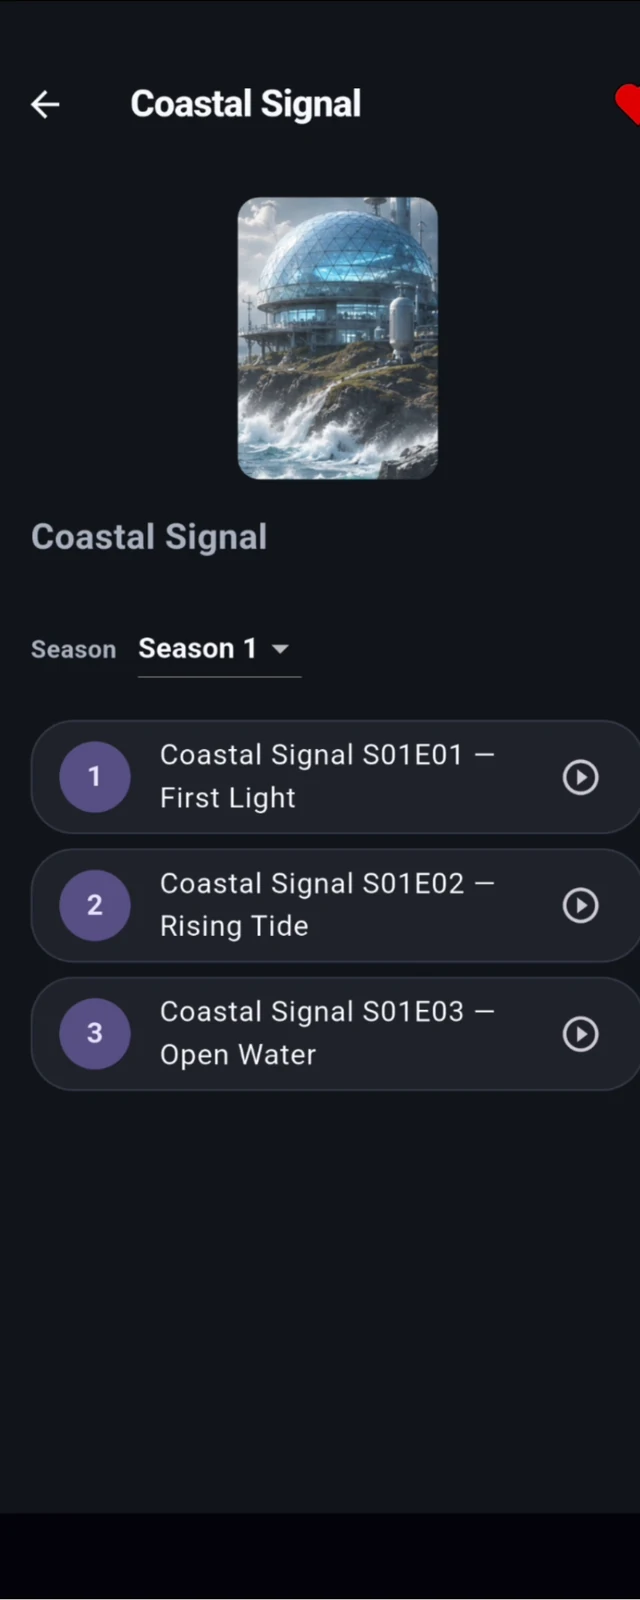 Coastal Signal
Coastal Signal
Season Season 1
1 Coastal Signal S01E01 —
First Light
2 Coastal Signal S01E02 —
Rising Tide
3 Coastal Signal S01E03 —
Open Water